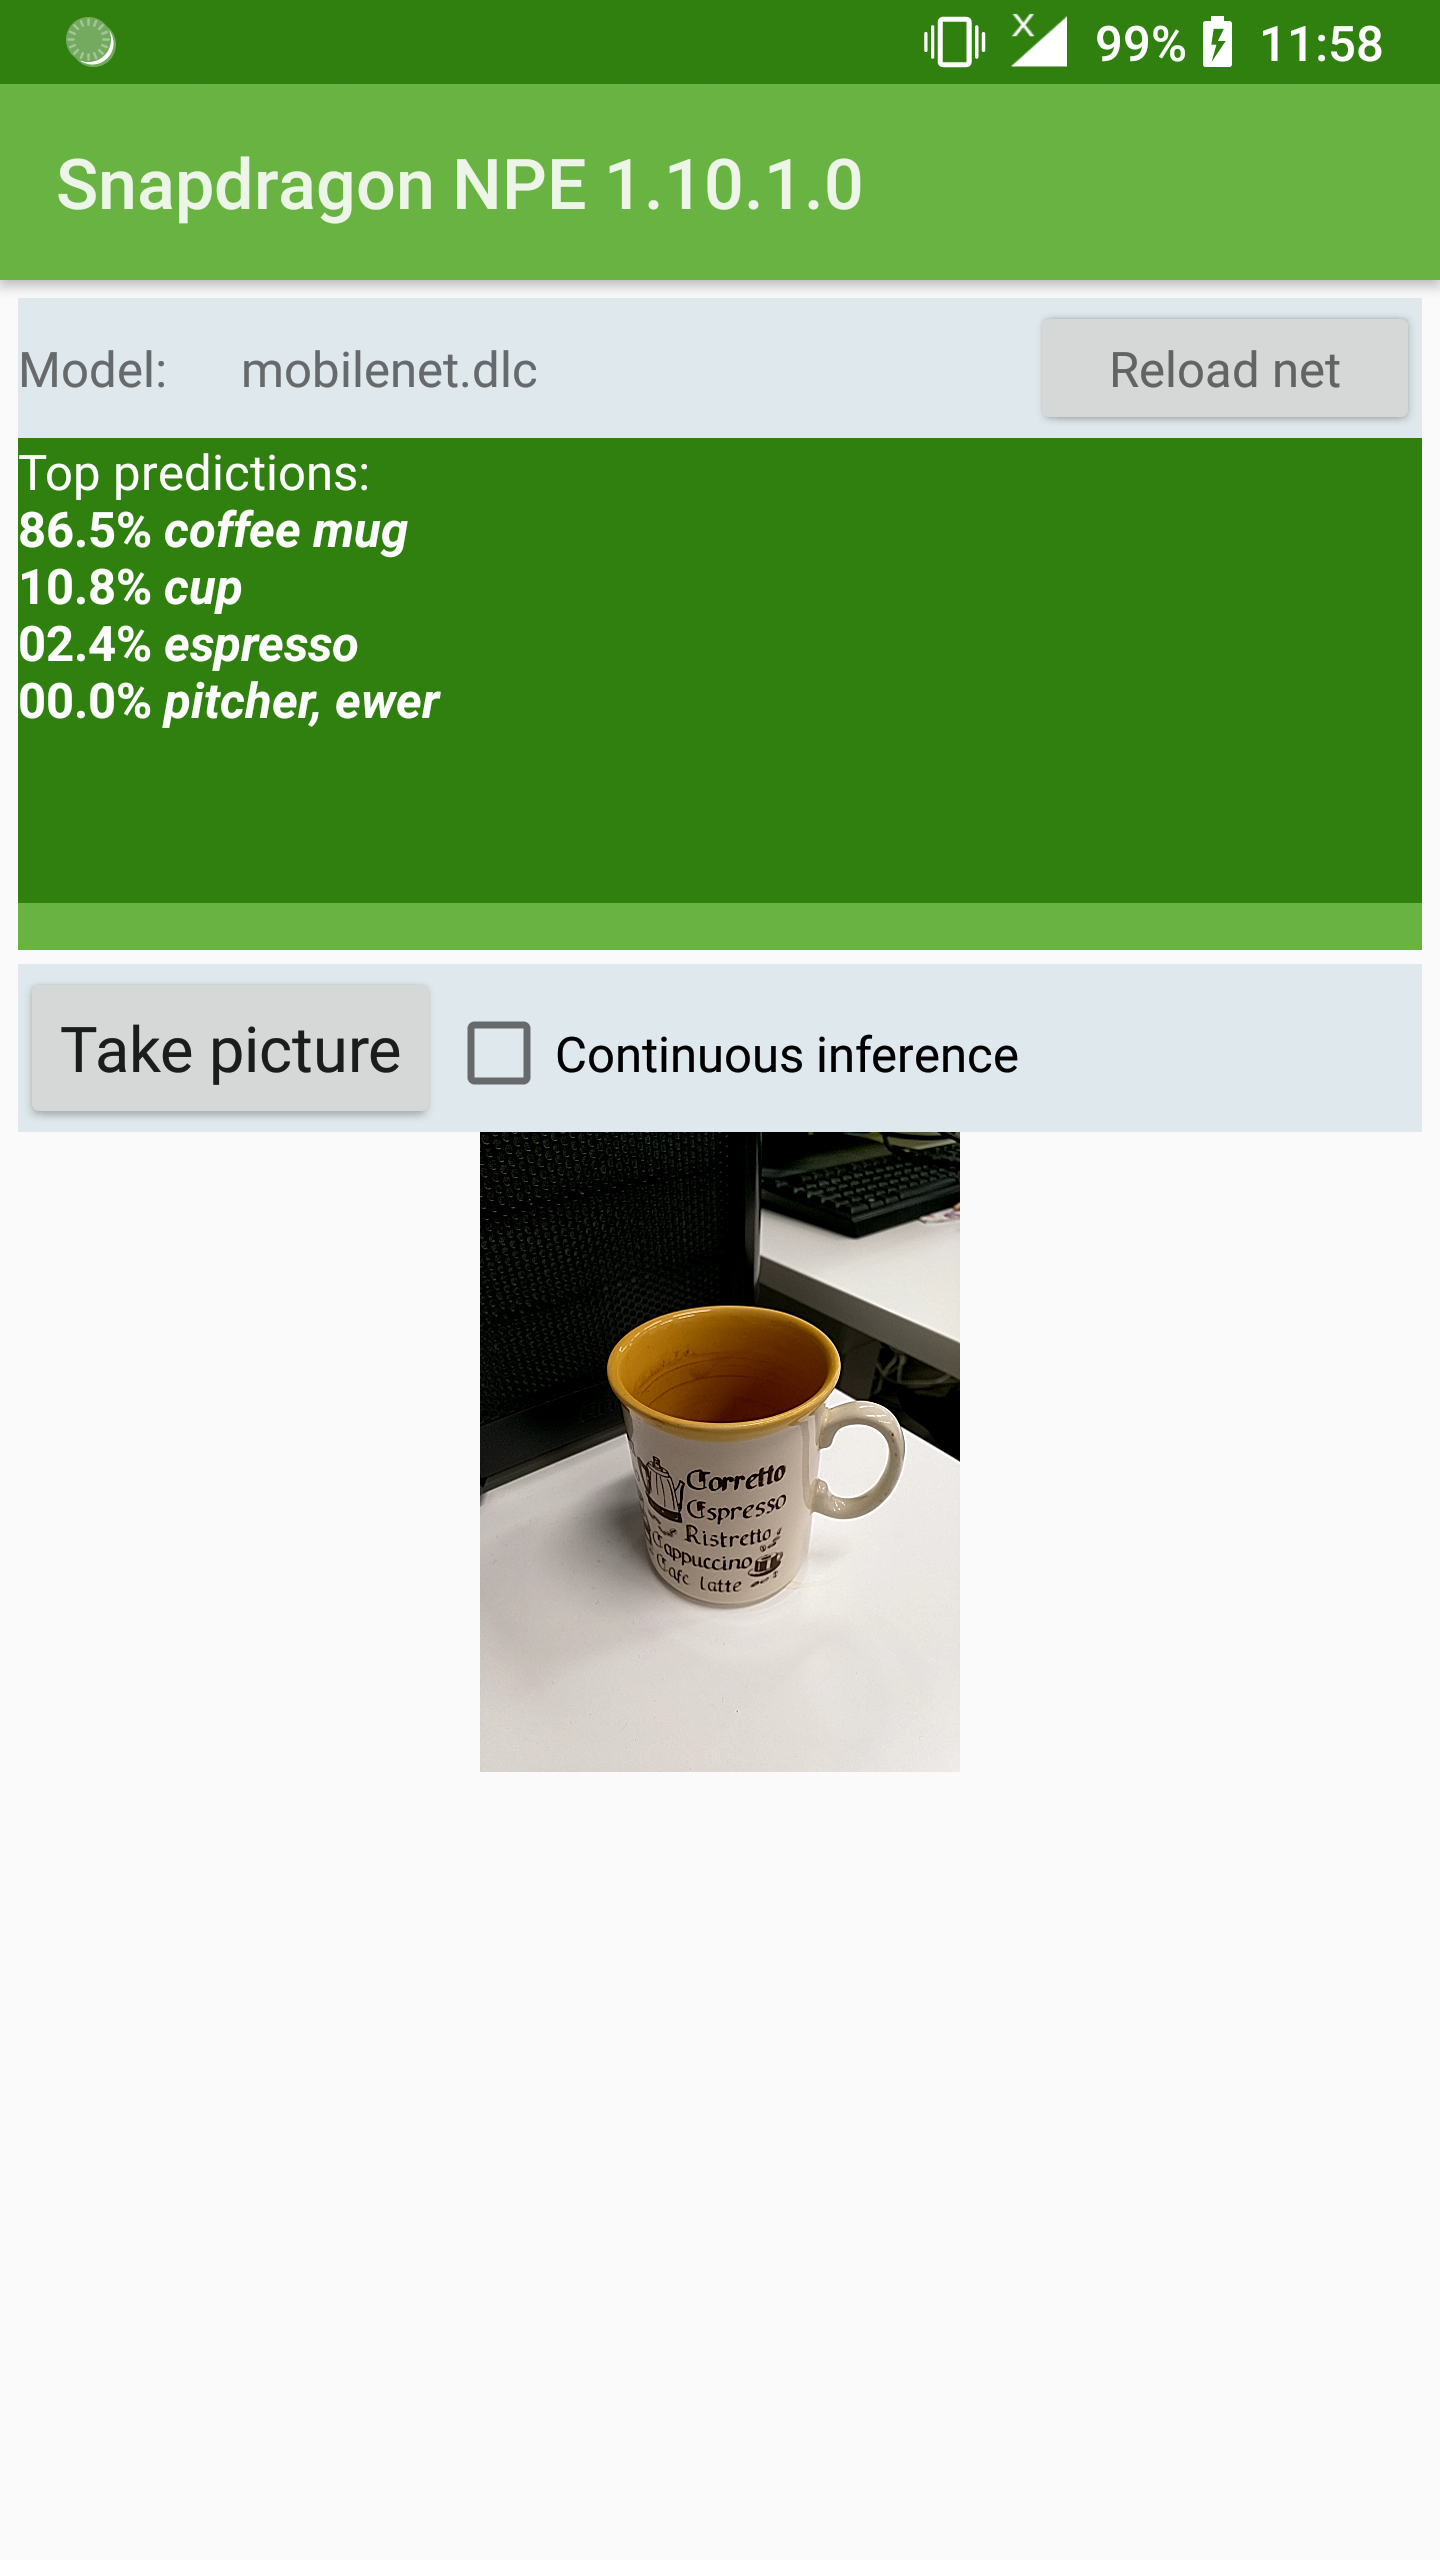 99% 11:58
Snapdragon NPE 1.10.1.0
Model: mobilenet.dlc Reload net
Top predictions:
86.5% coffee mug
10.8% cup
02.4% espresso
00.0% pitcher, ewer
Take picture Continuous inference
Corretto
Espresso
Ristretto
Cappuccino
Cafe Latte